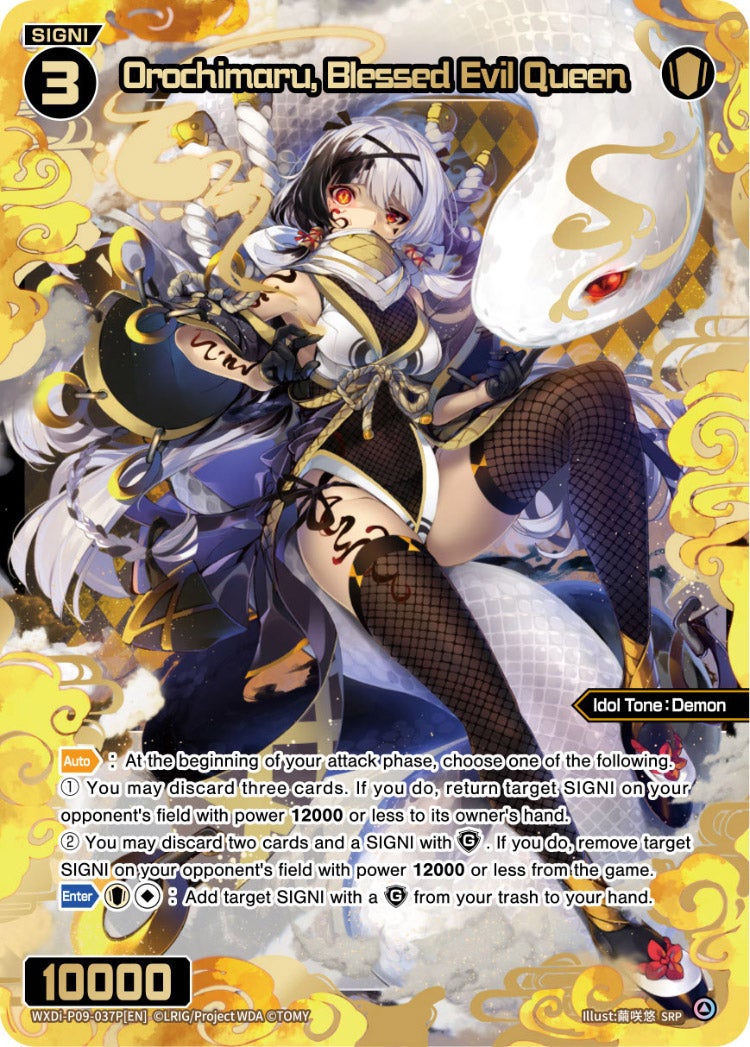 SIGNI
3
Orochimaru, Blessed Evil Queen
Idol Tone:Demon
Auto : At the beginning of your attack phase, choose one of the following.
① You may discard three cards. If you do, return target SIGNI on your
opponent's field with power 12000 or less to its owner's hand.
② You may discard two cards and a SIGNI with G . If you do, remove target
SIGNI on your opponent's field with power 12000 or less from the game.
Enter : Add target SIGNI with a G from your trash to your hand.
10000
WXDi-P09-037P[EN] ©LRIG/Project WDA ©TOMY
Illust:繭咲悠 SRP